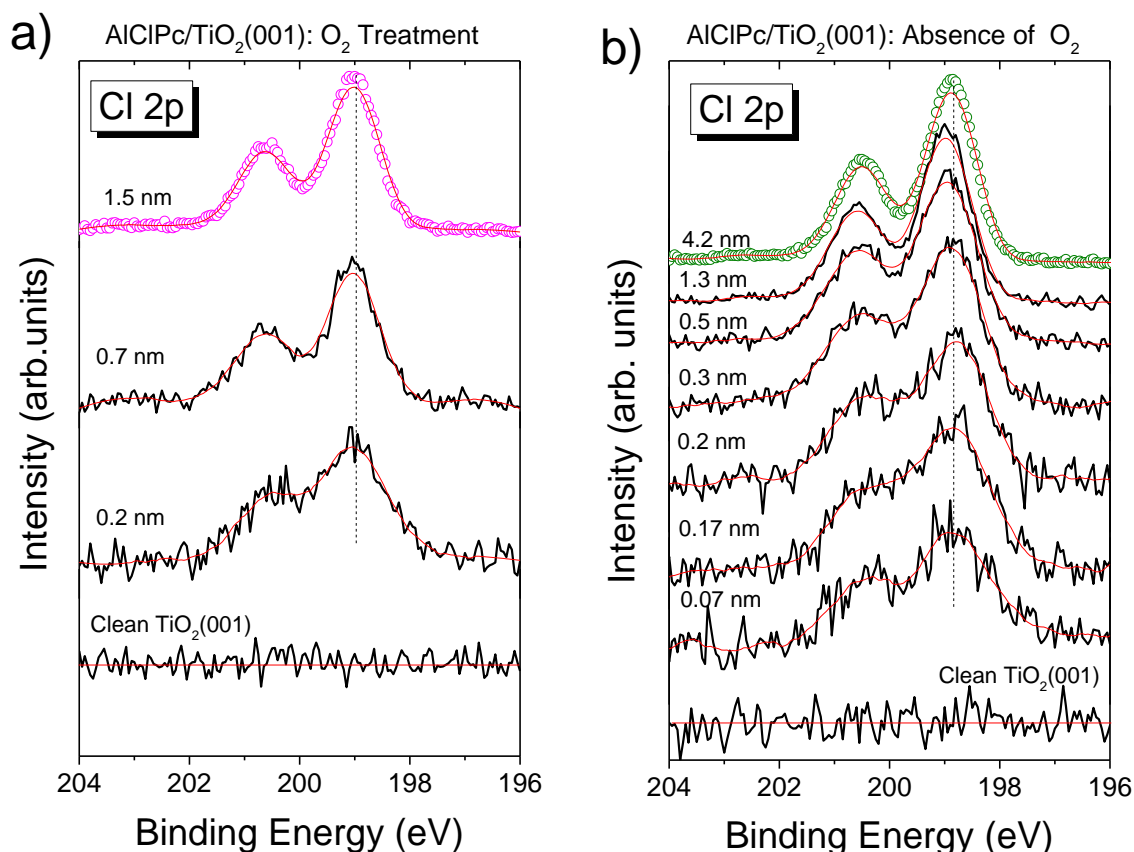 a)
AlClPc/TiO₂(001): O₂ Treatment
Cl 2p
1.5 nm
0.7 nm
0.2 nm
Clean TiO₂(001)
Intensity (arb.units)
204 202 200 198 196
Binding Energy (eV)
b)
AlClPc/TiO₂(001): Absence of O₂
Cl 2p
4.2 nm
1.3 nm
0.5 nm
0.3 nm
0.2 nm
0.17 nm
0.07 nm
Clean TiO₂(001)
Intensity (arb. units)
204 202 200 198 196
Binding Energy (eV)